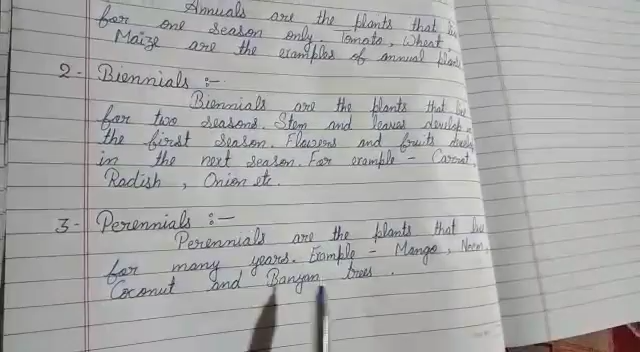 Annuals are the plants that
for one season only. Tomato, Wheat,
Maize are the examples of annual
2- Biennials :-
Biennials are the plants that
for two seasons. Stem and leaves develop
the first season. Flowers and fruits
in the next season. For example - Carrot,
Radish, Onion etc.
3- Perennials :-
Perennials are the plants that
for many years. Example - Mango, Neem,
Coconut and Banyan trees.